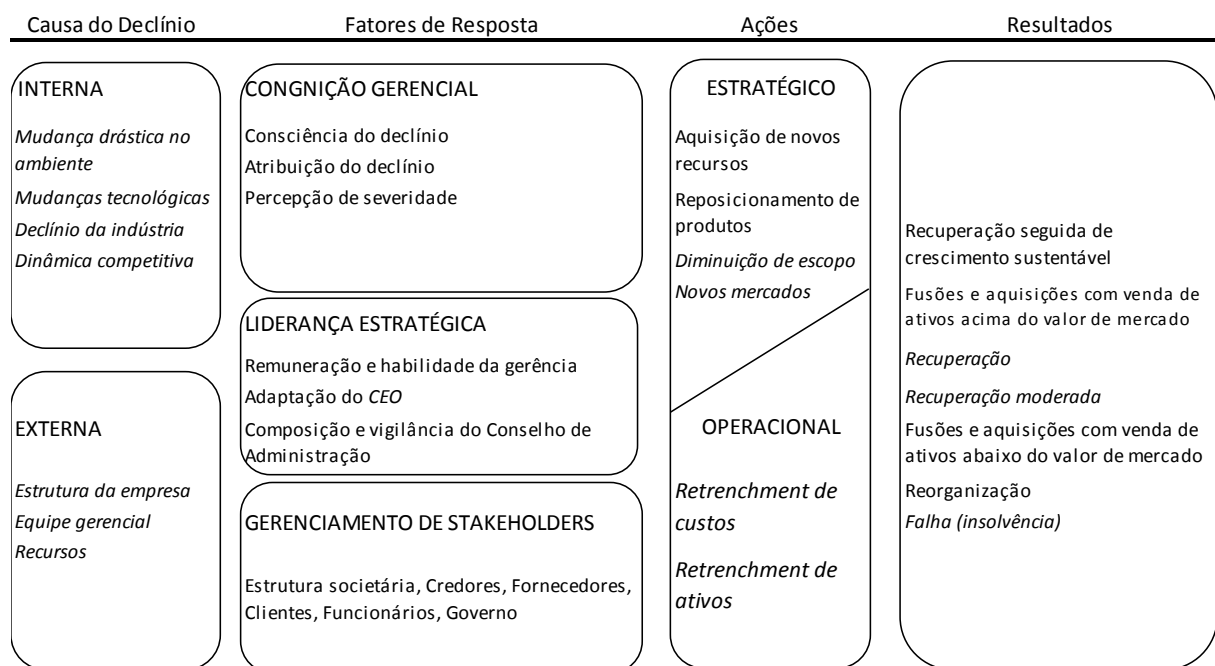 Causa do Declínio
Fatores de Resposta
Ações
Resultados
INTERNA
Mudança drástica no
ambiente
Mudanças tecnológicas
Declínio da indústria
Dinâmica competitiva
EXTERNA
Estrutura da empresa
Equipe gerencial
Recursos
CONGNIÇÃO GERENCIAL
Consciência do declínio
Atribuição do declínio
Percepção de severidade
LIDERANÇA ESTRATÉGICA
Remuneração e habilidade da gerência
Adaptação do CEO
Composição e vigilância do Conselho de
Administração
GERENCIAMENTO DE STAKEHOLDERS
Estrutura societária, Credores, Fornecedores,
Clientes, Funcionários, Governo
ESTRATÉGICO
Aquisição de novos
recursos
Reposicionamento de
produtos
Diminuição de escopo
Novos mercados
OPERACIONAL
Retrenchment de
custos
Retrenchment de
ativos
Recuperação seguida de
crescimento sustentável
Fusões e aquisições com venda de
ativos acima do valor de mercado
Recuperação
Recuperação moderada
Fusões e aquisições com venda de
ativos abaixo do valor de mercado
Reorganização
Falha (insolvência)